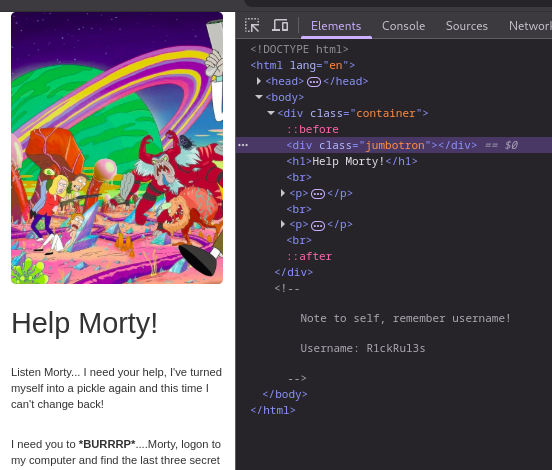 Elements Console Sources Networ
<!DOCTYPE html>
<html lang="en">
<head> </head>
<body>
<div class="container">
::before
<div class="jumbotron"></div> == $0
<h1>Help Morty!</h1>
<br>
<p> </p>
<br>
<p> </p>
<br>
::after
</div>
<!--
Note to self, remember username!
Username: R1ckRul3s
-->
</body>
</html>
Help Morty!
Listen Morty... I need your help, I've turned
myself into a pickle again and this time I
can't change back!
I need you to *BURRRP*....Morty, logon to
my computer and find the last three secret